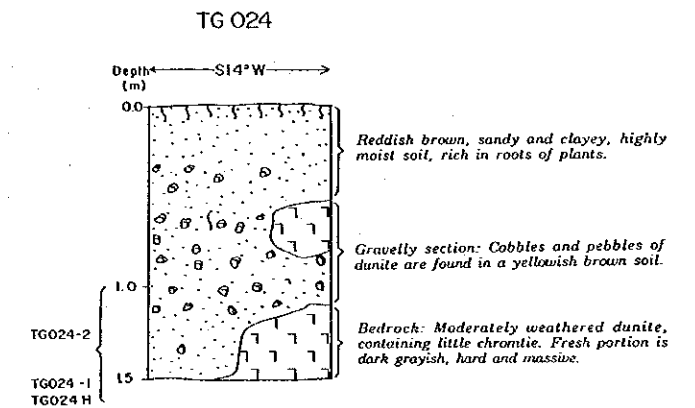 TG 024
Depth S14°W
(m)
0.0
Reddish brown, sandy and clayey, highly
moist soil, rich in roots of plants.
Gravelly section: Cobbles and pebbles of
dunite are found in a yellowish brown soil.
1.0
Bedrock: Moderately weathered dunite,
containing little chromtie. Fresh portion is
dark grayish, hard and massive.
TG024-2
1.5
TG024-1
TG024 H